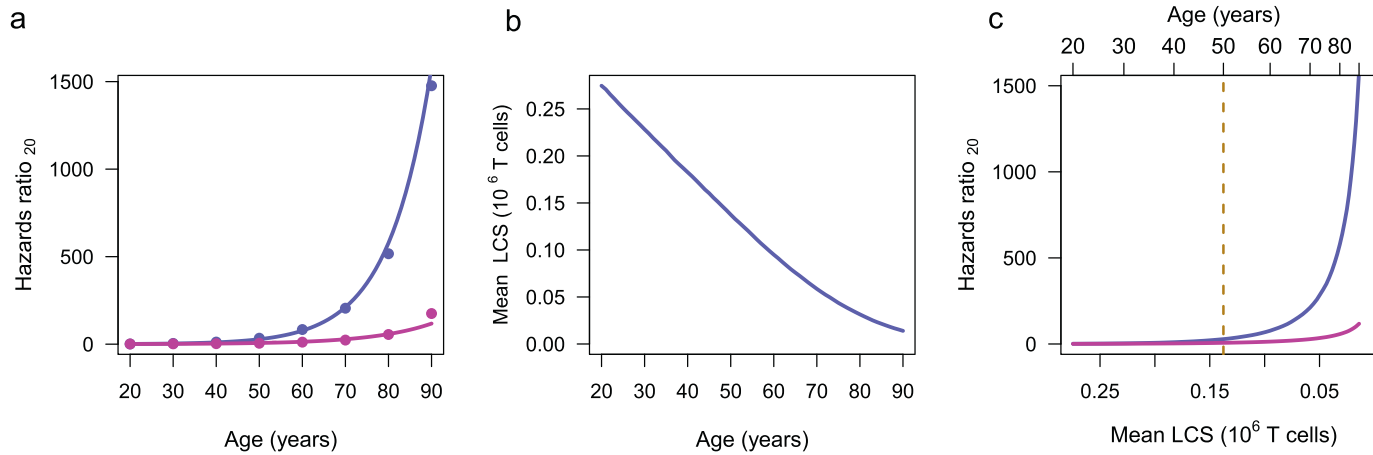 a
Hazards ratio 20
1500
1000
500
0
20 30 40 50 60 70 80 90
Age (years)
b
Mean LCS (10 6 T cells)
0.25
0.20
0.15
0.10
0.05
0.00
20 30 40 50 60 70 80 90
Age (years)
c
Age (years)
20 30 40 50 60 70 80
Hazards ratio 20
1500
1000
500
0
0.25 0.15 0.05
Mean LCS (10⁶ T cells)